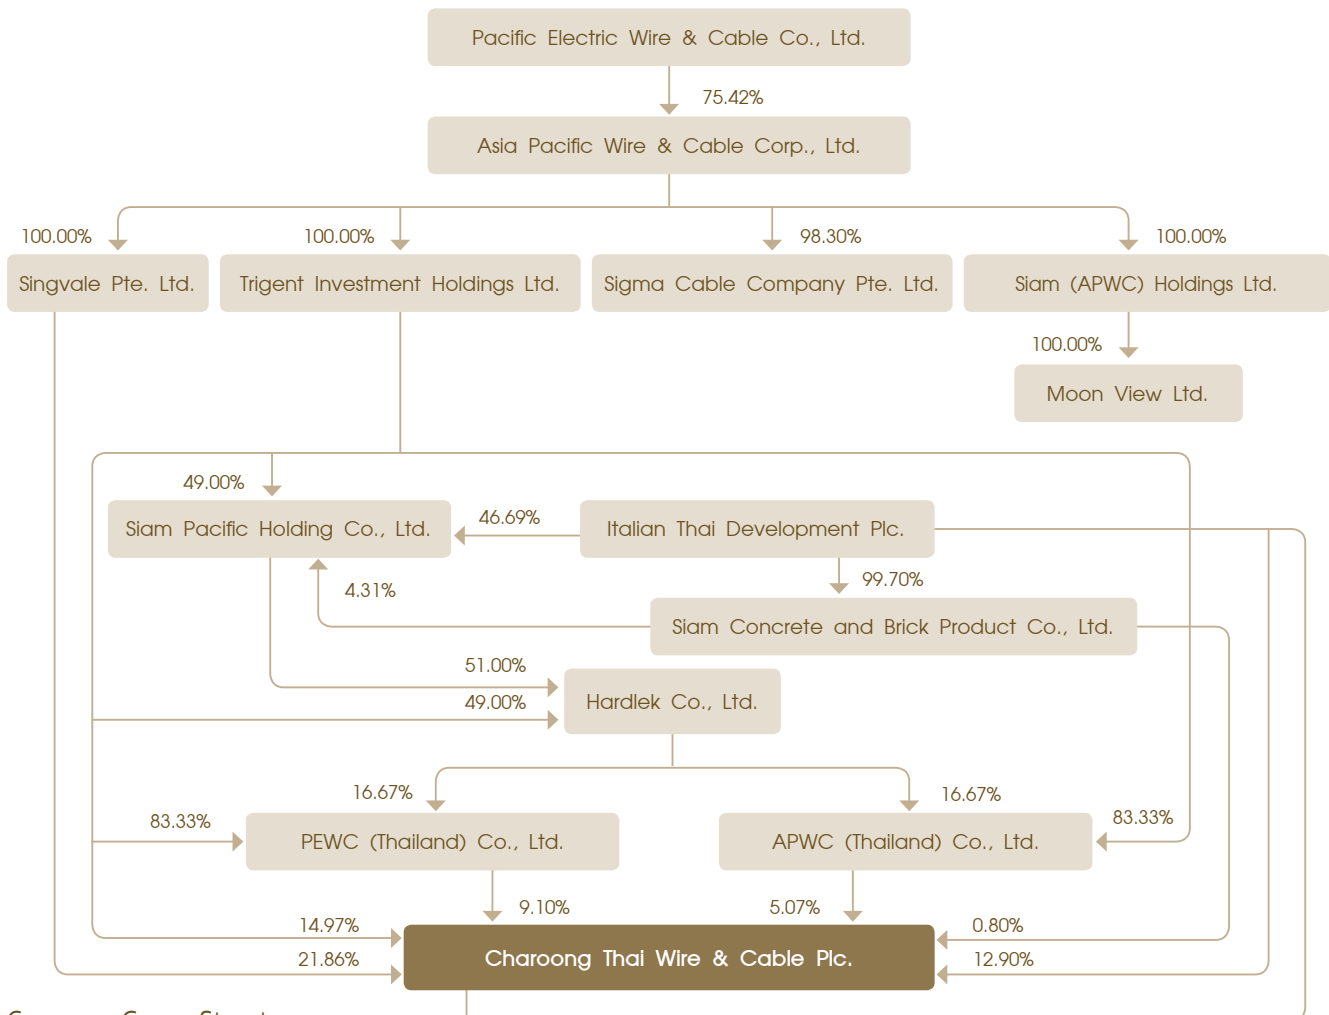 Pacific Electric Wire & Cable Co., Ltd.
75.42%
Asia Pacific Wire & Cable Corp., Ltd.
100.00%
100.00%
98.30%
100.00%
Singvale Pte. Ltd.
Trigent Investment Holdings Ltd.
Sigma Cable Company Pte. Ltd.
Siam (APWC) Holdings Ltd.
100.00%
Moon View Ltd.
49.00%
Siam Pacific Holding Co., Ltd.
46.69%
Italian Thai Development Plc.
4.31%
99.70%
Siam Concrete and Brick Product Co., Ltd.
51.00%
49.00%
Hardlek Co., Ltd.
16.67%
16.67%
83.33%
83.33%
PEWC (Thailand) Co., Ltd.
APWC (Thailand) Co., Ltd.
9.10%
5.07%
14.97%
0.80%
21.86%
12.90%
Charoong Thai Wire & Cable Plc.